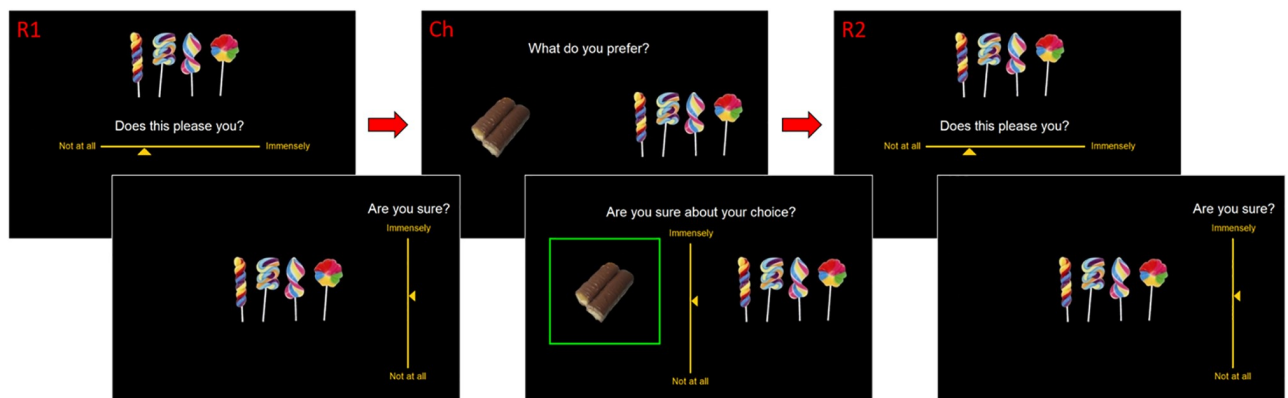 R1
Does this please you?
Not at all Immensely
Are you sure?
Immensely
Not at all
Ch
What do you prefer?
Are you sure about your choice?
Immensely
Not at all
R2
Does this please you?
Not at all Immensely
Are you sure?
Immensely
Not at all